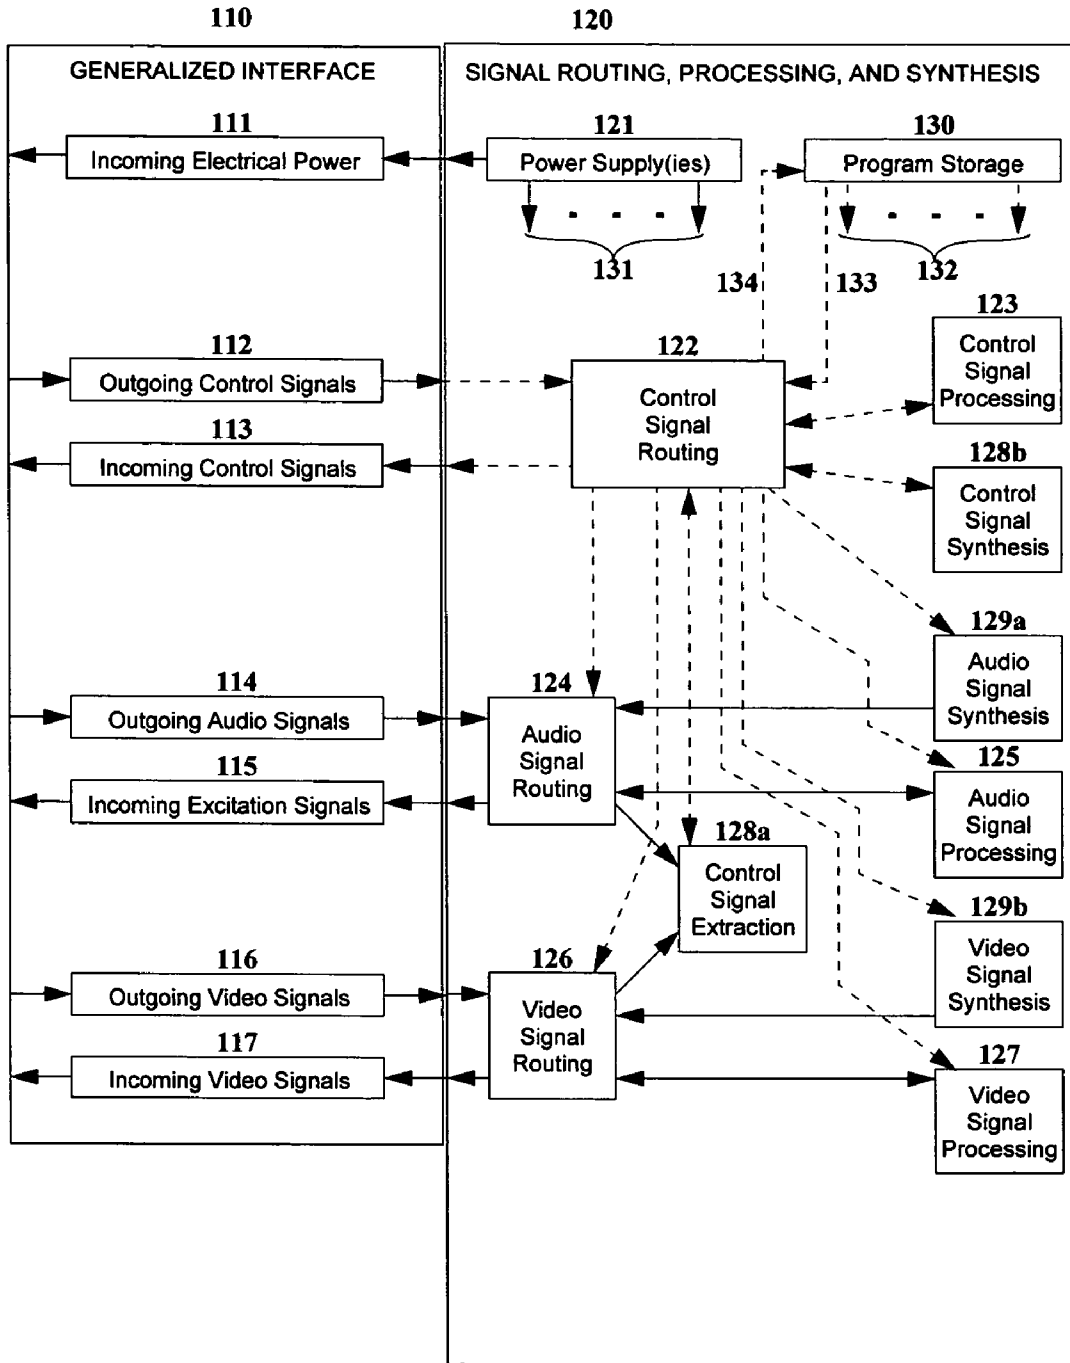 110
120
GENERALIZED INTERFACE
SIGNAL ROUTING, PROCESSING, AND SYNTHESIS
111
Incoming Electrical Power
121
Power Supply(ies)
130
Program Storage
131
132
134
133
112
Outgoing Control Signals
113
Incoming Control Signals
122
Control
Signal
Routing
123
Control
Signal
Processing
128b
Control
Signal
Synthesis
129a
Audio
Signal
Synthesis
114
Outgoing Audio Signals
115
Incoming Excitation Signals
124
Audio
Signal
Routing
125
Audio
Signal
Processing
128a
Control
Signal
Extraction
129b
Video
Signal
Synthesis
116
Outgoing Video Signals
117
Incoming Video Signals
126
Video
Signal
Routing
127
Video
Signal
Processing